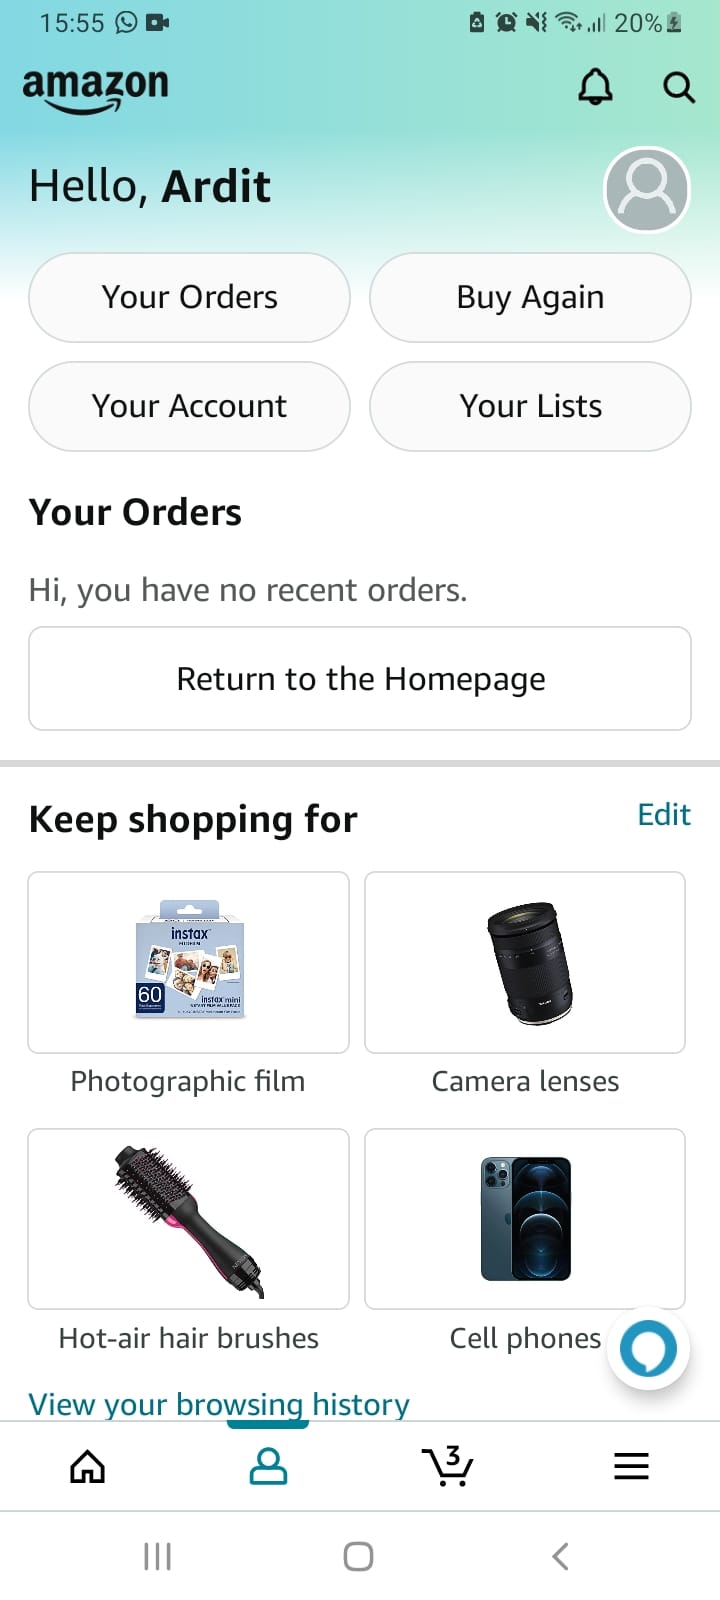 15:55 20%
amazon
Hello, Ardit
Your Orders Buy Again
Your Account Your Lists
Your Orders
Hi, you have no recent orders.
Return to the Homepage
Keep shopping for Edit
instax
60
instax mini
Photographic film Camera lenses
Hot-air hair brushes Cell phones
View your browsing history
3